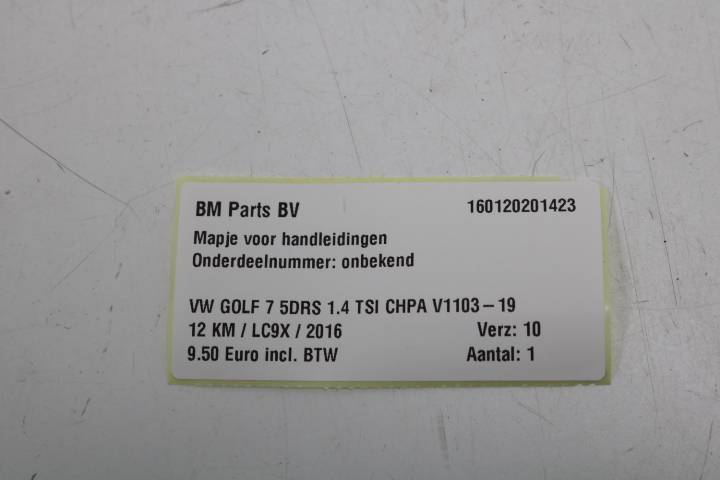 BM Parts BV 160120201423
Mapje voor handleidingen
Onderdeelnummer: onbekend
VW GOLF 7 5DRS 1.4 TSI CHPA V1103 – 19
12 KM / LC9X / 2016 Verz: 10
9.50 Euro incl. BTW Aantal: 1